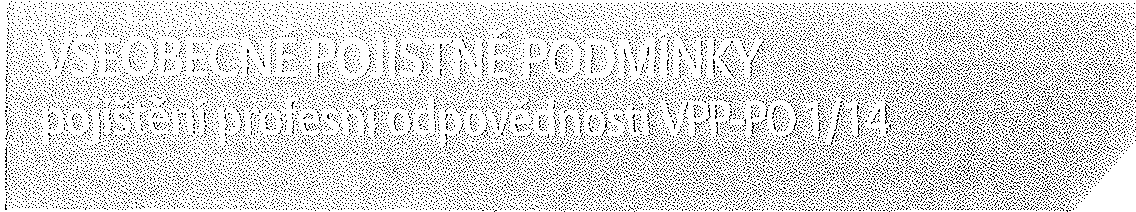 VŠEOBECNÉ POJISTNÉ PODMÍNKY
pojištění profesní odpovědnosti VPP-PO 1/14